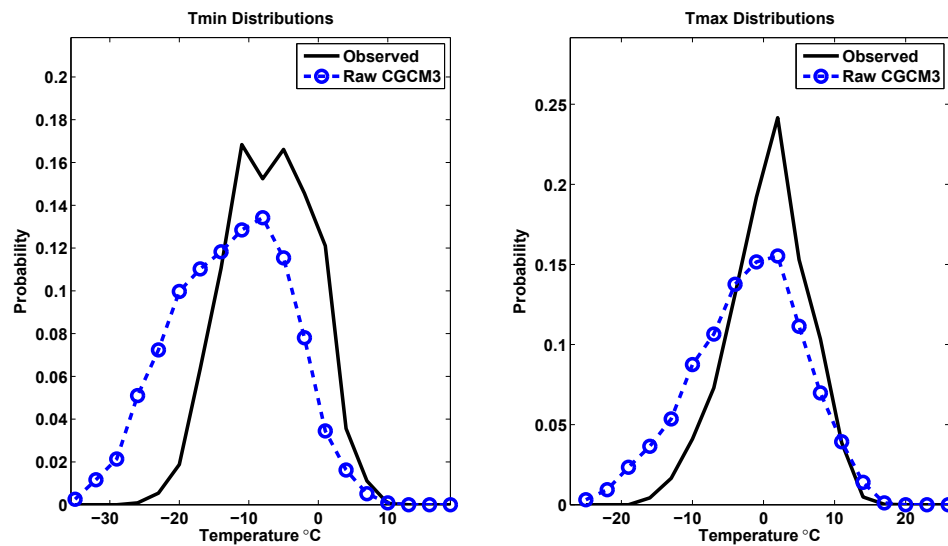 Tmin Distributions
Observed
Raw CGCM3
0.2
0.18
0.16
0.14
0.12
0.1
0.08
0.06
0.04
0.02
0
Probability
−30 −20 −10 0 10
Temperature °C
Tmax Distributions
Observed
Raw CGCM3
0.25
0.2
0.15
0.1
0.05
0
Probability
−20 −10 0 10 20
Temperature °C